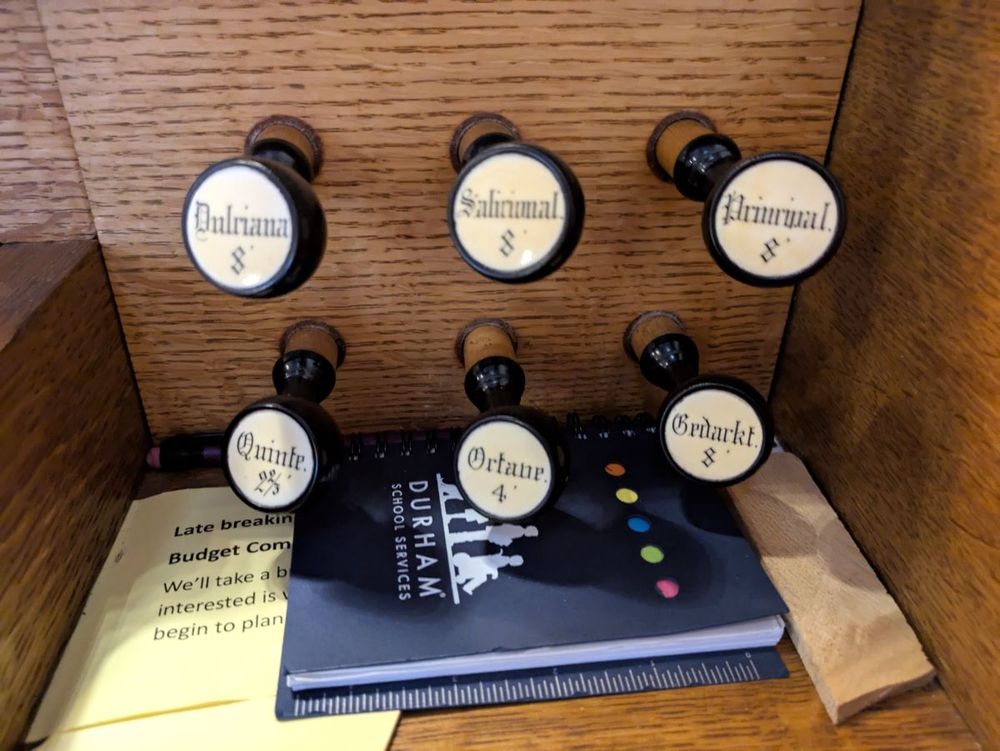 Dulciana
8'
Salicional.
8'
Principal.
8'
Quinte.
2⅔'
Octave.
4'
Gedackt.
8'
Late breakin
Budget Com
We'll take a b
interested is
begin to plan
DURHAM
SCHOOL SERVICES